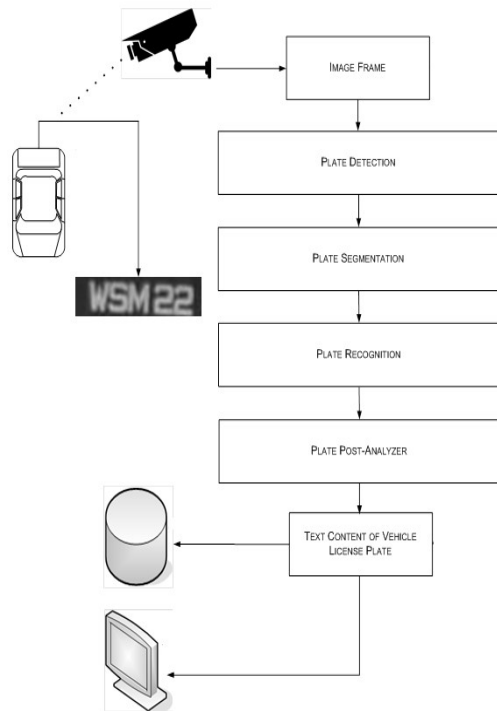 IMAGE FRAME
PLATE DETECTION
PLATE SEGMENTATION
WSM 22
PLATE RECOGNITION
PLATE POST-ANALYZER
TEXT CONTENT OF VEHICLE
LICENSE PLATE